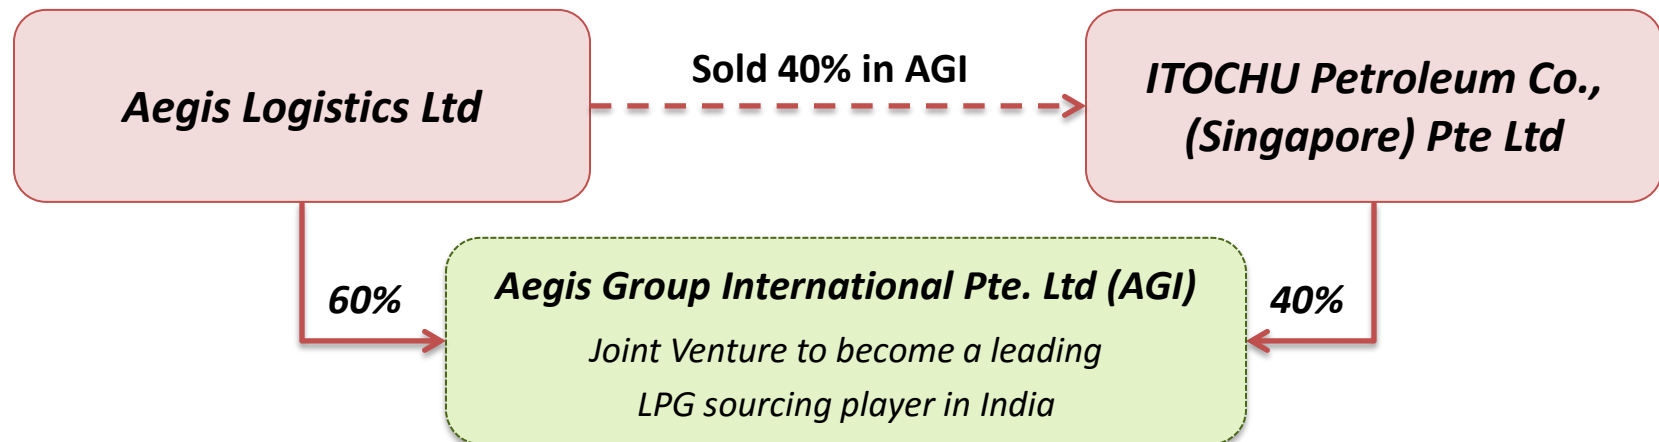 Aegis Logistics Ltd
Sold 40% in AGI
ITOCHU Petroleum Co.,
(Singapore) Pte Ltd
60%
Aegis Group International Pte. Ltd (AGI)
Joint Venture to become a leading
LPG sourcing player in India
40%